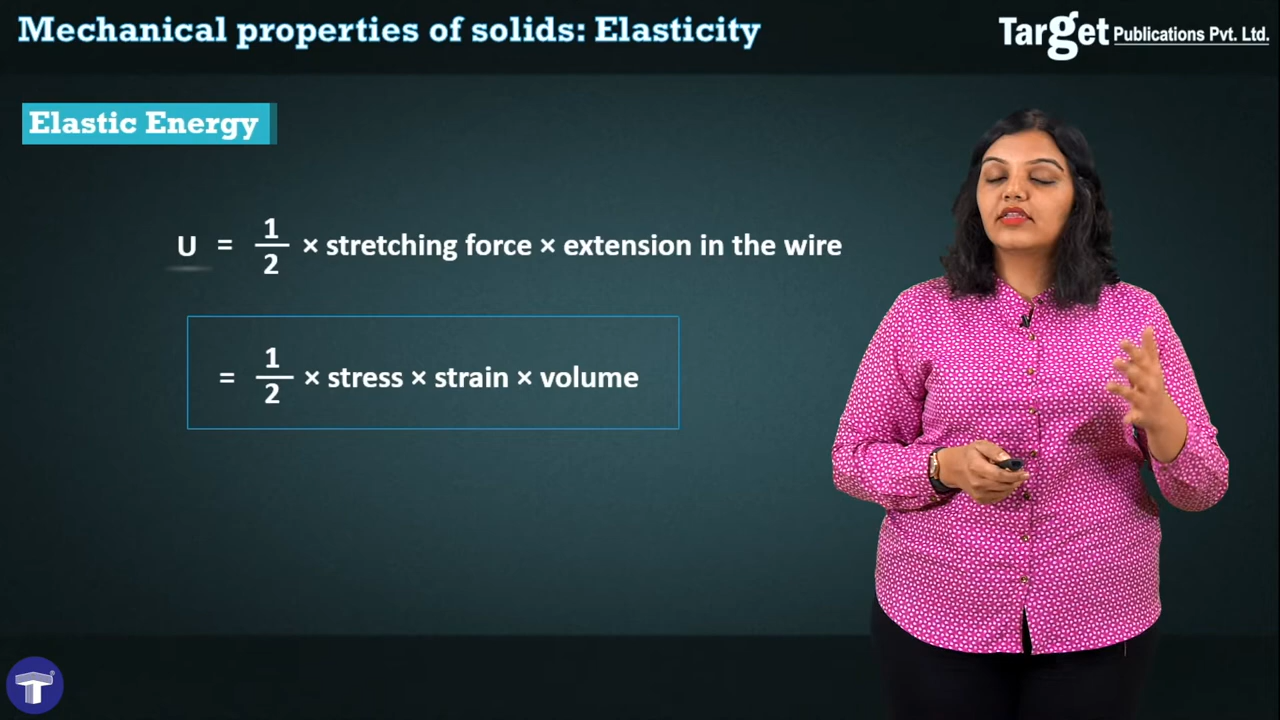 Mechanical properties of solids: Elasticity
Target Publications Pvt. Ltd.
Elastic Energy
U = 1/2 × stretching force × extension in the wire
= 1/2 × stress × strain × volume